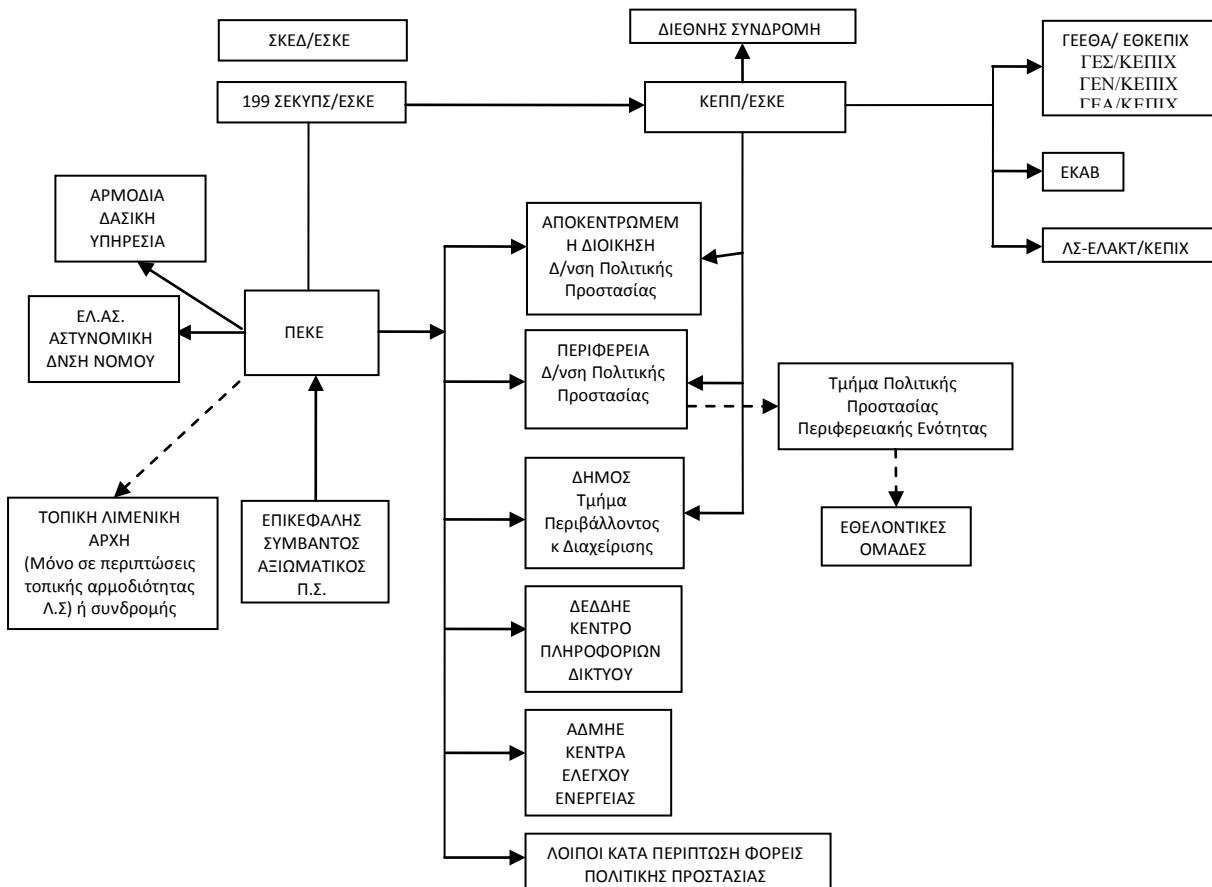 ΣΚΕΔ/ΕΣΚΕ
ΔΙΕΘΝΗΣ ΣΥΝΔΡΟΜΗ
ΓΕΕΘΑ/ ΕΘΚΕΠΙΧ
ΓΕΣ/ΚΕΠΙΧ
ΓΕΝ/ΚΕΠΙΧ
ΓΕΑ/ΚΕΠΙΧ
199 ΣΕΚΥΠΣ/ΕΣΚΕ
ΚΕΠΠ/ΕΣΚΕ
ΕΚΑΒ
ΛΣ-ΕΛΑΚΤ/ΚΕΠΙΧ
ΑΡΜΟΔΙΑ
ΔΑΣΙΚΗ
ΥΠΗΡΕΣΙΑ
ΑΠΟΚΕΝΤΡΩΜΕΜ
Η ΔΙΟΙΚΗΣΗ
Δ/νση Πολιτικής
Προστασίας
ΕΛ.ΑΣ.
ΑΣΤΥΝΟΜΙΚΗ
ΔΝΣΗ ΝΟΜΟΥ
ΠΕΚΕ
ΠΕΡΙΦΕΡΕΙΑ
Δ/νση Πολιτικής
Προστασίας
Τμήμα Πολιτικής
Προστασίας
Περιφερειακής Ενότητας
ΤΟΠΙΚΗ ΛΙΜΕΝΙΚΗ
ΑΡΧΗ
(Μόνο σε περιπτώσεις
τοπικής αρμοδιότητας
Λ.Σ) ή συνδρομής
ΕΠΙΚΕΦΑΛΗΣ
ΣΥΜΒΑΝΤΟΣ
ΑΞΙΩΜΑΤΙΚΟΣ
Π.Σ.
ΔΗΜΟΣ
Τμήμα
Περιβάλλοντος
κ Διαχείρισης
ΕΘΕΛΟΝΤΙΚΕΣ
ΟΜΑΔΕΣ
ΔΕΔΔΗΕ
ΚΕΝΤΡΟ
ΠΛΗΡΟΦΟΡΙΩΝ
ΔΙΚΤΥΟΥ
ΑΔΜΗΕ
ΚΕΝΤΡΑ
ΕΛΕΓΧΟΥ
ΕΝΕΡΓΕΙΑΣ
ΛΟΙΠΟΙ ΚΑΤΑ ΠΕΡΙΠΤΩΣΗ ΦΟΡΕΙΣ
ΠΟΛΙΤΙΚΗΣ ΠΡΟΣΤΑΣΙΑΣ